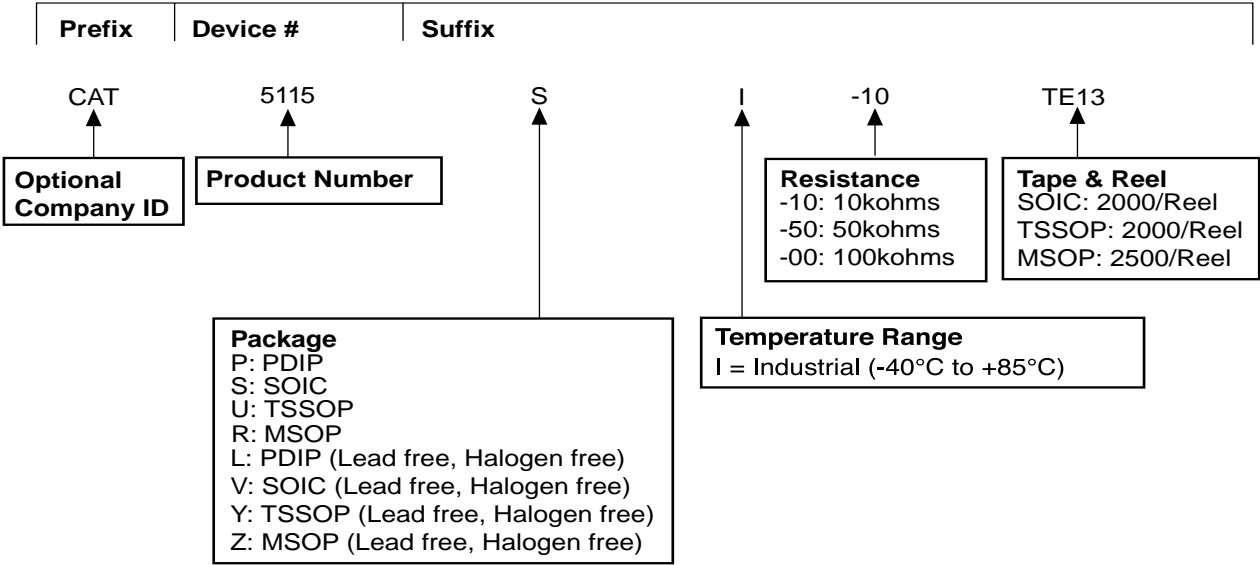 Prefix Device # Suffix
CAT 5115 S I -10 TE13
Optional
Company ID
Product Number
Resistance
-10: 10kohms
-50: 50kohms
-00: 100kohms
Tape & Reel
SOIC: 2000/Reel
TSSOP: 2000/Reel
MSOP: 2500/Reel
Package
P: PDIP
S: SOIC
U: TSSOP
R: MSOP
L: PDIP (Lead free, Halogen free)
V: SOIC (Lead free, Halogen free)
Y: TSSOP (Lead free, Halogen free)
Z: MSOP (Lead free, Halogen free)
Temperature Range
I = Industrial (-40°C to +85°C)